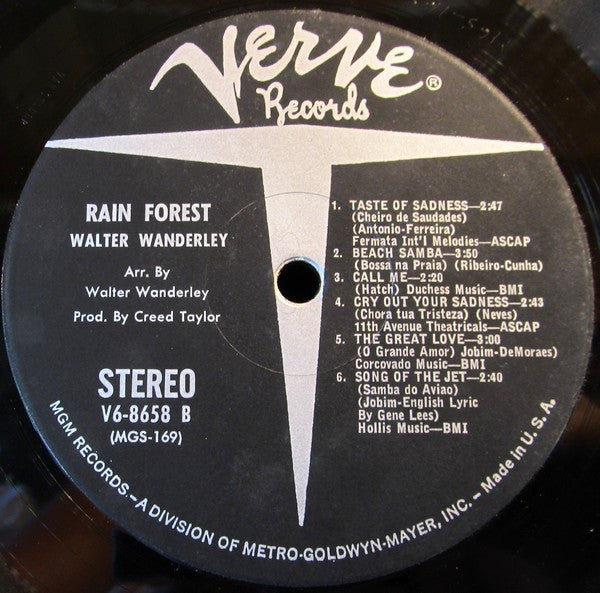 VERVE®
Records
RAIN FOREST
WALTER WANDERLEY
Arr. By
Walter Wanderley
Prod. By Creed Taylor
STEREO
V6-8658 B
(MGS-169)
1. TASTE OF SADNESS—2:47
(Cheiro de Saudades)
(Antonio-Ferreira)
Fermata Int'l Melodies—ASCAP
2. BEACH SAMBA—3:50
(Bossa na Praia) (Ribeiro-Cunha)
3. CALL ME—2:20
(Hatch) Duchess Music—BMI
4. CRY OUT YOUR SADNESS—2:43
(Chora tua Tristeza) (Neves)
11th Avenue Theatricals—ASCAP
5. THE GREAT LOVE—3:00
(O Grande Amor) Jobim-DeMoraes)
Corcovado Music—BMI
6. SONG OF THE JET—2:40
(Samba do Aviao)
(Jobim-English Lyric
By Gene Lees)
Hollis Music—BMI
MGM RECORDS—A DIVISION OF METRO-GOLDWYN-MAYER, INC.—Made in U.S.A.